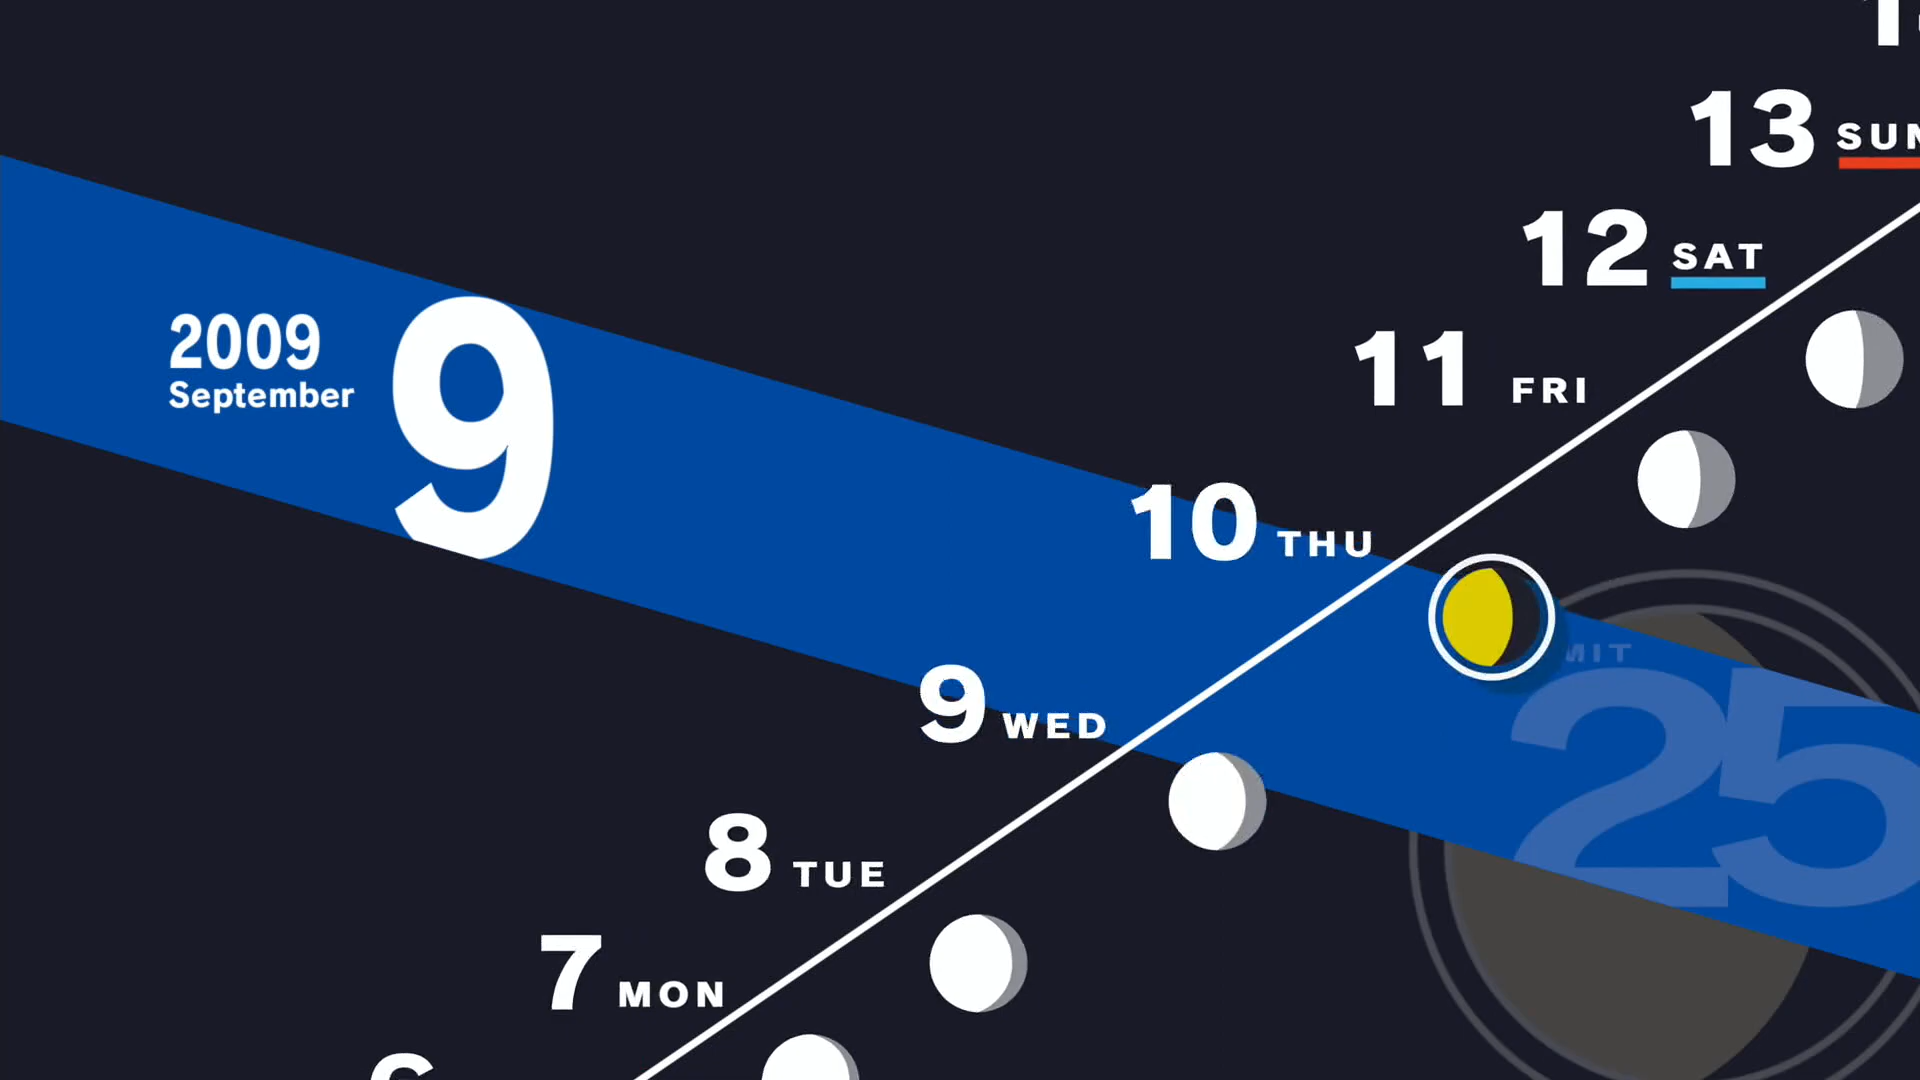 2009
September
9
13 SUN
12 SAT
11 FRI
10 THU
9 WED
8 TUE
7 MON
25